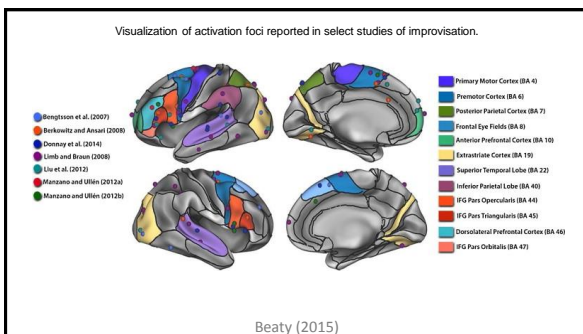 Visualization of activation foci reported in select studies of improvisation.
Bengtsson et al. (2007)
Berkowitz and Ansari (2008)
Donnay et al. (2014)
Limb and Braun (2008)
Liu et al. (2012)
Manzano and Ullén (2012a)
Manzano and Ullén (2012b)
Primary Motor Cortex (BA 4)
Premotor Cortex (BA 6)
Posterior Parietal Cortex (BA 7)
Frontal Eye Fields (BA 8)
Anterior Prefrontal Cortex (BA 10)
Extrastriate Cortex (BA 19)
Superior Temporal Lobe (BA 22)
Inferior Parietal Lobe (BA 40)
IFG Pars Opercularis (BA 44)
IFG Pars Triangularis (BA 45)
Dorsolateral Prefrontal Cortex (BA 46)
IFG Pars Orbitalis (BA 47)
Beaty (2015)